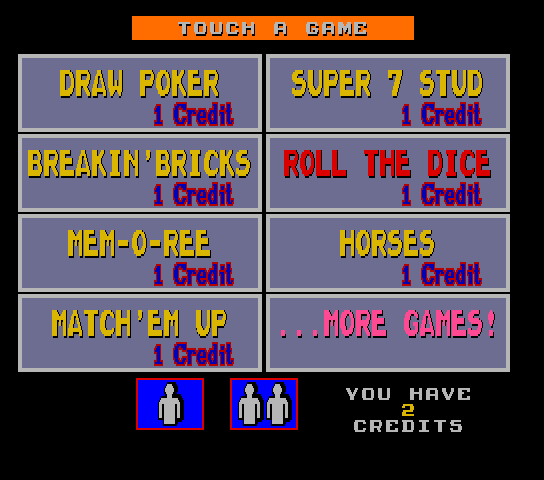 TOUCH A GAME
DRAW POKER
1 Credit
SUPER 7 STUD
1 Credit
BREAKIN'BRICKS
1 Credit
ROLL THE DICE
1 Credit
MEM-O-REE
1 Credit
HORSES
1 Credit
MATCH'EM UP
1 Credit
...MORE GAMES!
YOU HAVE
2
CREDITS